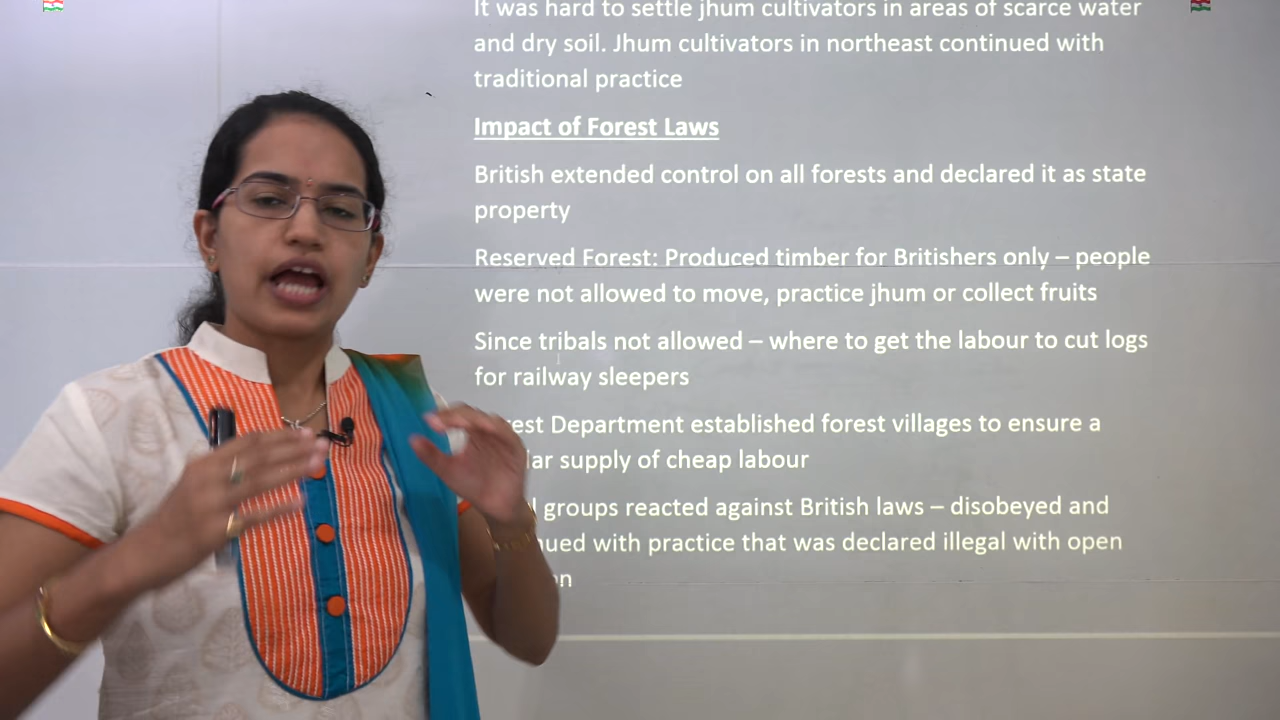 It was hard to settle jhum cultivators in areas of scarce water
and dry soil. Jhum cultivators in northeast continued with
traditional practice
Impact of Forest Laws
British extended control on all forests and declared it as state
property
Reserved Forest: Produced timber for Britishers only – people
were not allowed to move, practice jhum or collect fruits
Since tribals not allowed – where to get the labour to cut logs
for railway sleepers
Department established forest villages to ensure a
supply of cheap labour
groups reacted against British laws – disobeyed and
with practice that was declared illegal with open